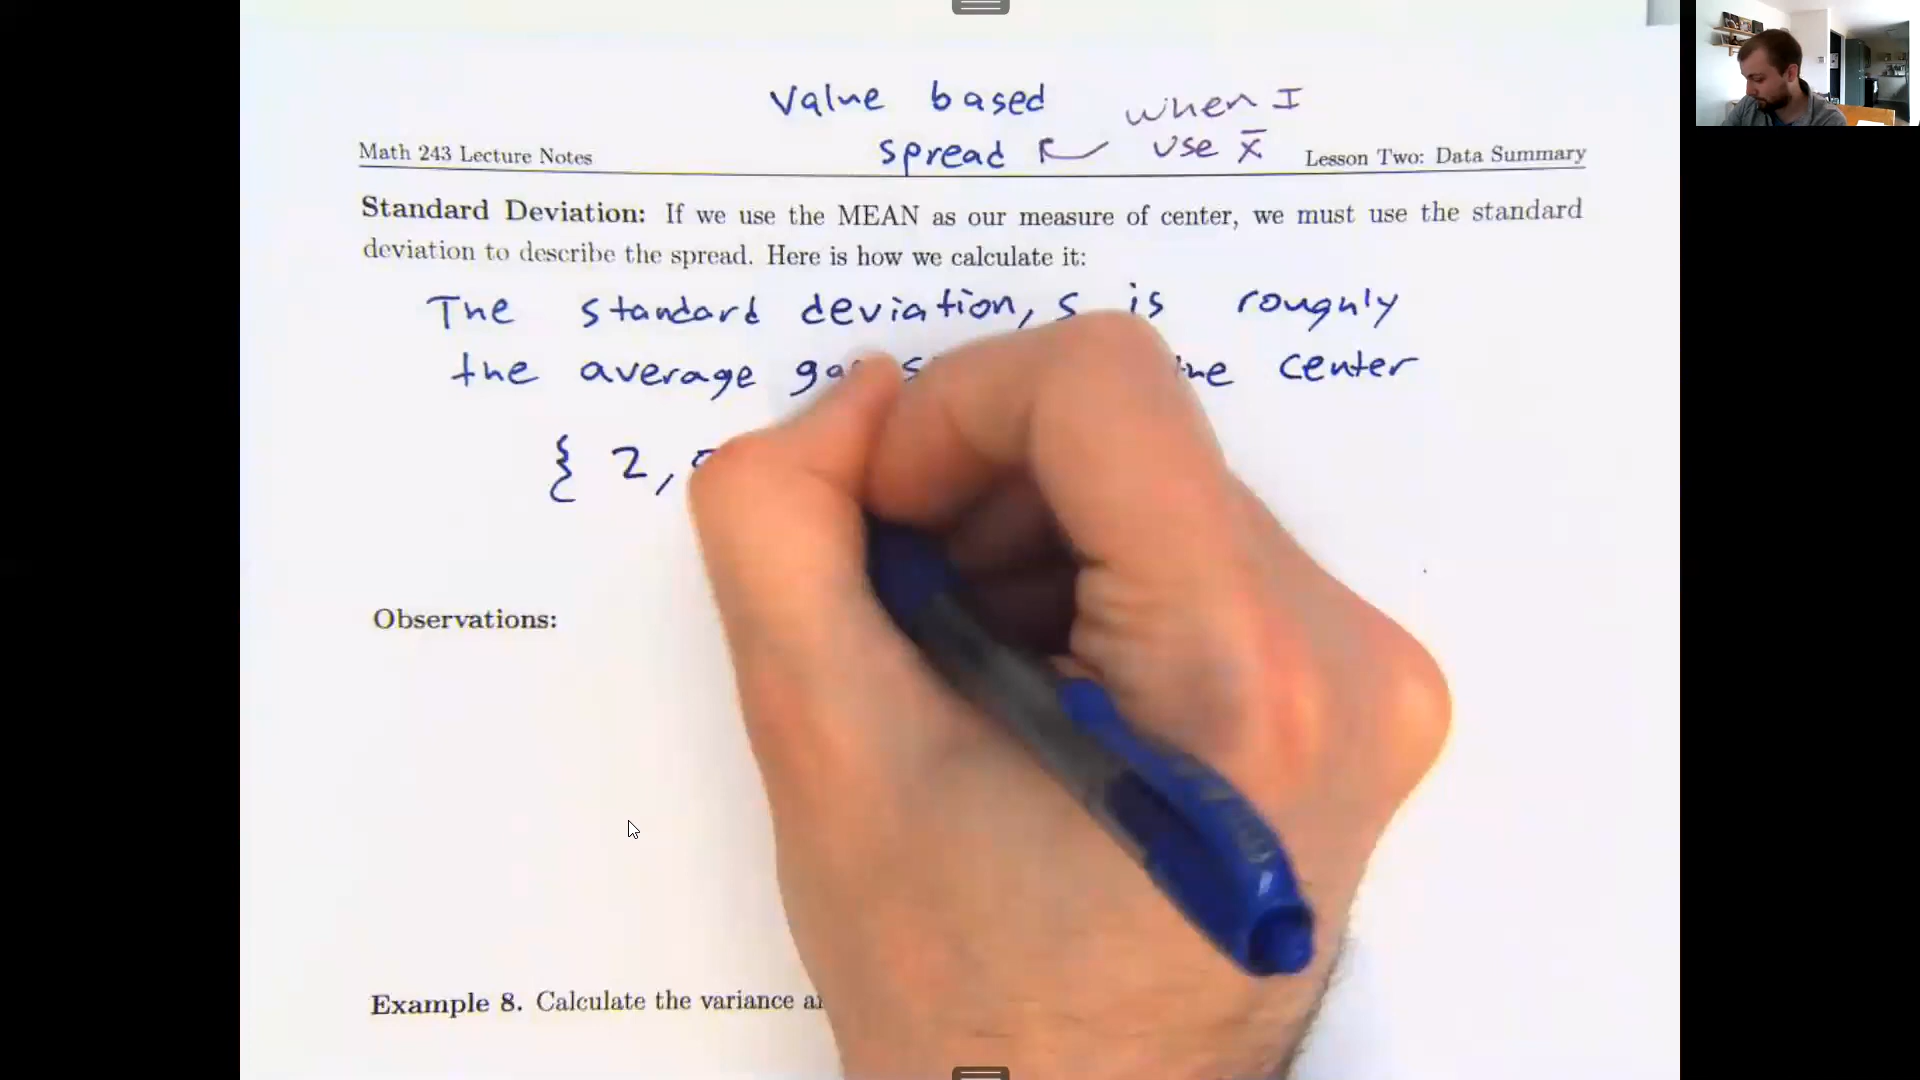 Value based when I
spread use x̄
Math 243 Lecture Notes Lesson Two: Data Summary
Standard Deviation: If we use the MEAN as our measure of center, we must use the standard
deviation to describe the spread. Here is how we calculate it:
The standard deviation, s is roughly
the average center
{ 2,
Observations:
Example 8. Calculate the variance